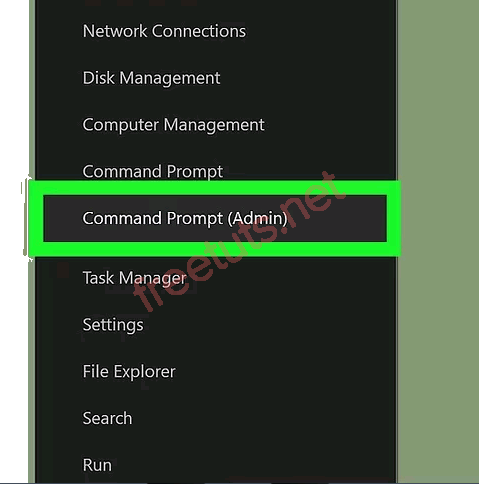 Network Connections
Disk Management
Computer Management
Command Prompt
Command Prompt (Admin)
freetuts.net
Task Manager
Settings
File Explorer
Search
Run